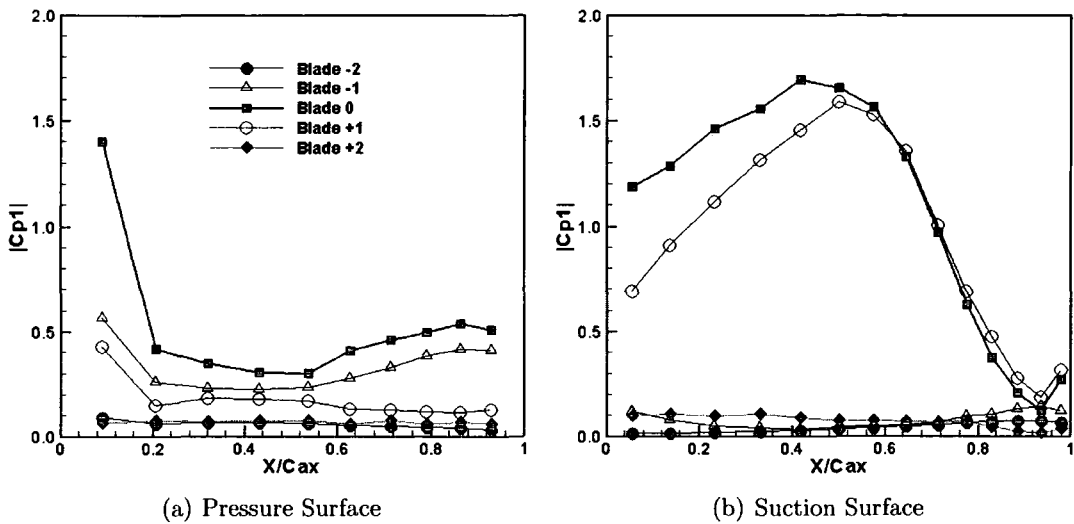 2.0
1.5
1.0
0.5
0.0
|Cp1|
0
0.2
0.4
0.6
0.8
1
X/Cax
Blade -2
Blade -1
Blade 0
Blade +1
Blade +2
(a) Pressure Surface
2.0
1.5
1.0
0.5
0.0
|Cp1|
0
0.2
0.4
0.6
0.8
1
X/Cax
(b) Suction Surface